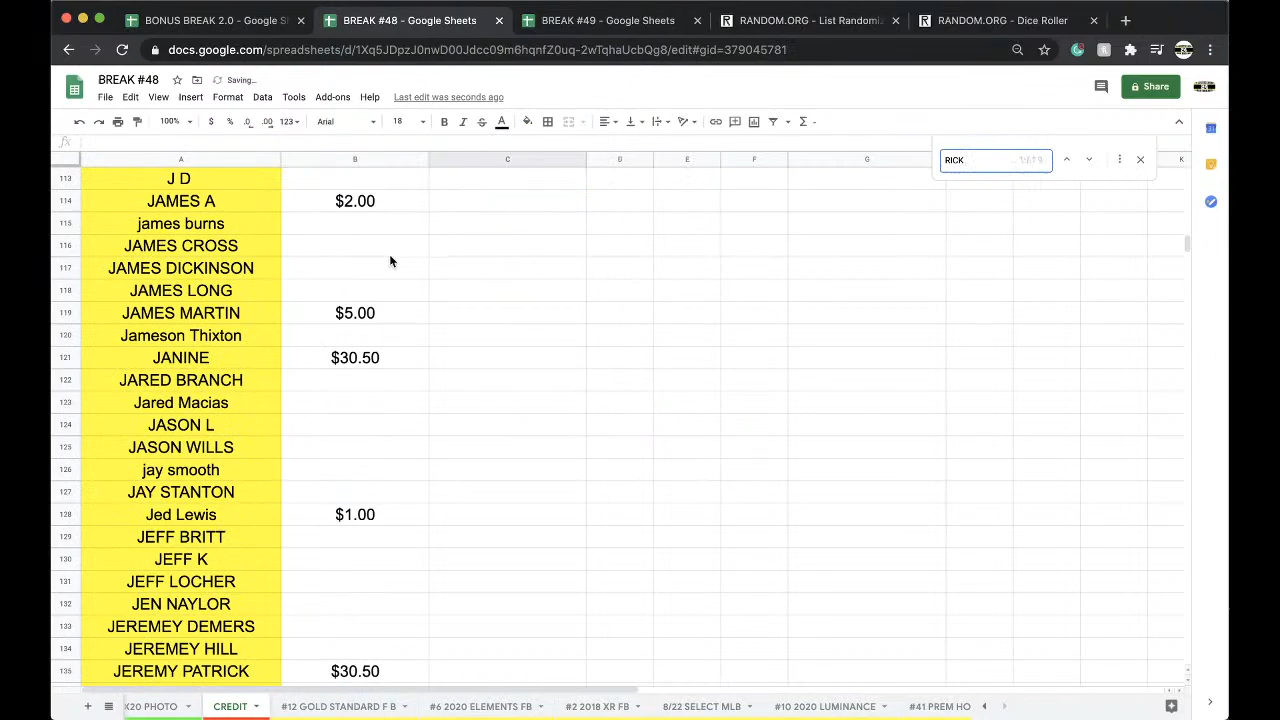 BONUS BREAK 2.0 - Google S
BREAK #48 - Google Sheets
BREAK #49 - Google Sheets
RANDOM.ORG - List Randomi
RANDOM.ORG - Dice Roller
docs.google.com/spreadsheets/d/1Xq5JDpzJ0nwD00Jdcc09m6hqnfZ0uq-2wTqhaUcbQg8/edit#gid=379045781
BREAK #48
Saving…
File Edit View Insert Format Data Tools Add-ons Help Last edit was seconds ago
Share
100% $ % .0 .00 123 Arial 18 B I S A
fx
RICK
A B C D E F G K
113 J D
114 JAMES A $2.00
115 james burns
116 JAMES CROSS
117 JAMES DICKINSON
118 JAMES LONG
119 JAMES MARTIN $5.00
120 Jameson Thixton
121 JANINE $30.50
122 JARED BRANCH
123 Jared Macias
124 JASON L
125 JASON WILLS
126 jay smooth
127 JAY STANTON
128 Jed Lewis $1.00
129 JEFF BRITT
130 JEFF K
131 JEFF LOCHER
132 JEN NAYLOR
133 JEREMEY DEMERS
134 JEREMEY HILL
135 JEREMY PATRICK $30.50
X20 PHOTO CREDIT #12 GOLD STANDARD F B #6 2020 ELEMENTS FB #2 2018 XR FB 8/22 SELECT MLB #10 2020 LUMINANCE #41 PREM HO